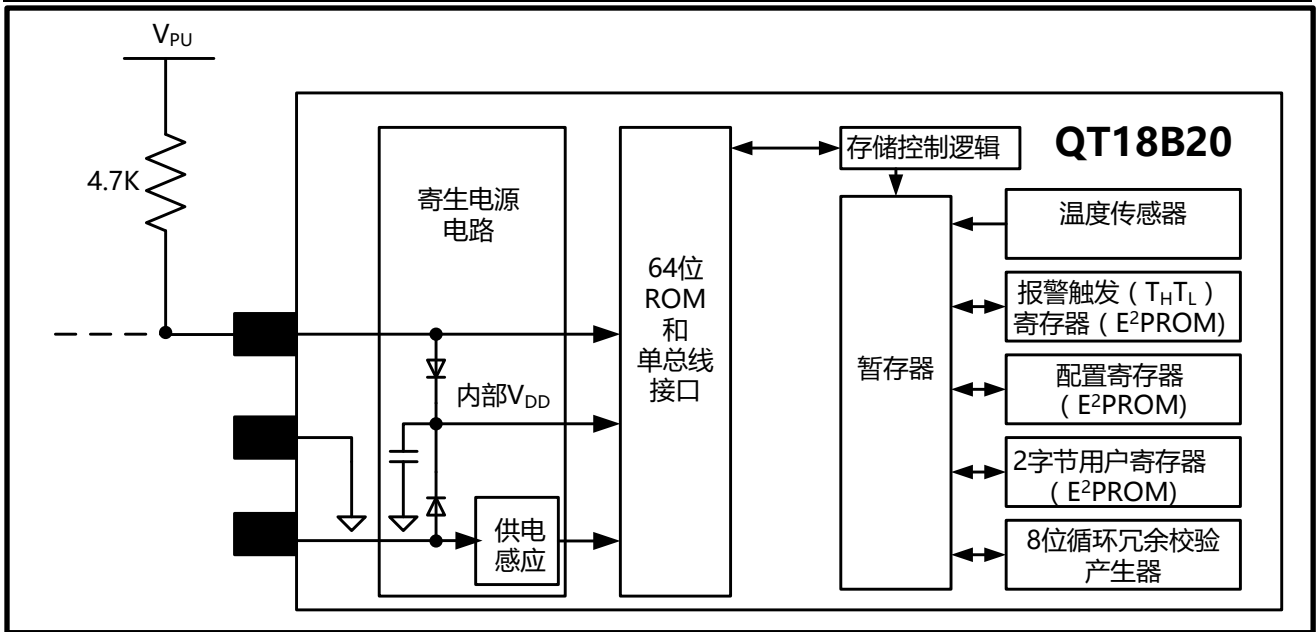 V_PU
4.7K
寄生电源
电路
内部V_DD
供电
感应
64位
ROM
和
单总线
接口
存储控制逻辑
QT18B20
暂存器
温度传感器
报警触发（T_HT_L）
寄存器（E²PROM)
配置寄存器
（E²PROM)
2字节用户寄存器
（E²PROM)
8位循环冗余校验
产生器